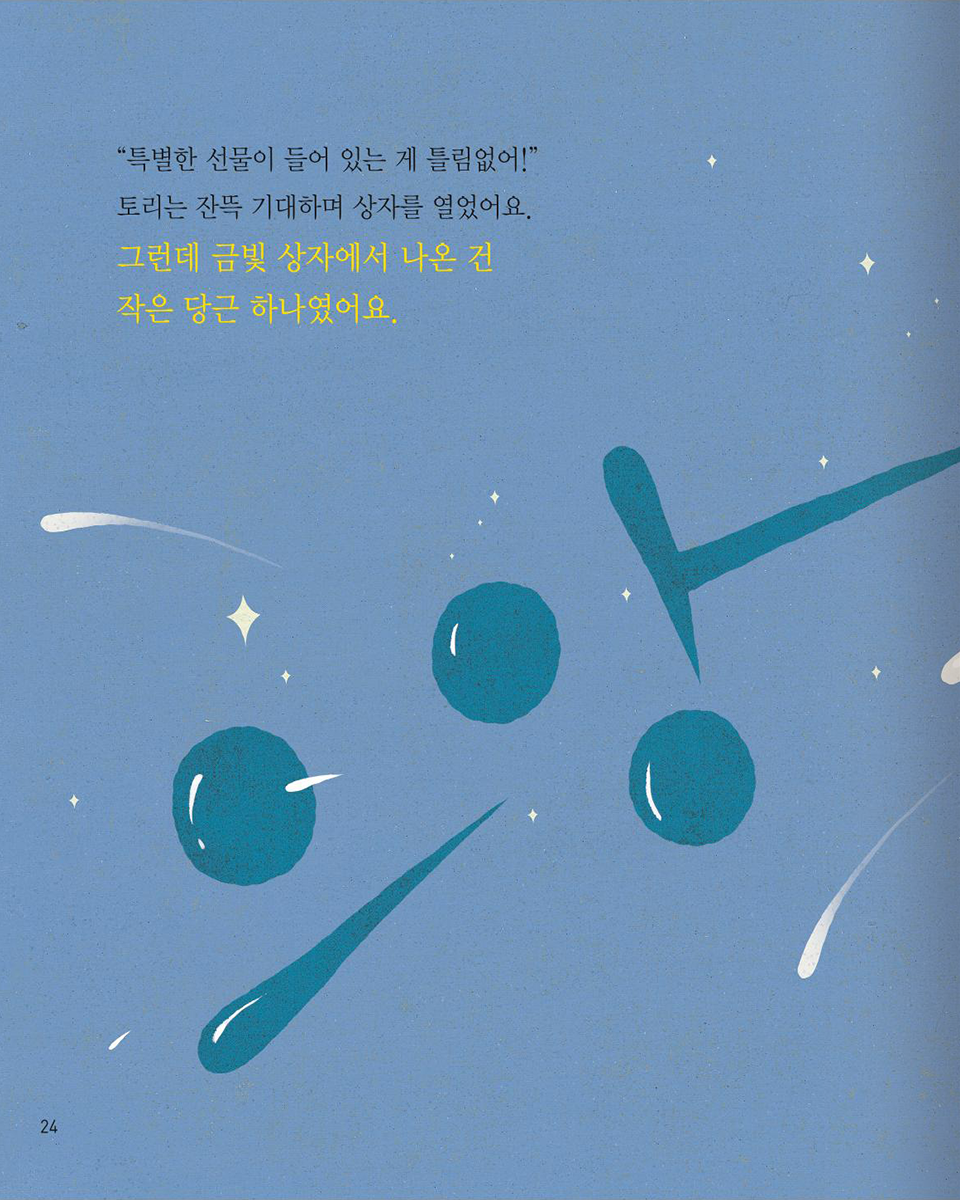 “특별한 선물이 들어 있는 게 틀림없어!”
토리는 잔뜩 기대하며 상자를 열었어요.
그런데 금빛 상자에서 나온 건
작은 당근 하나였어요.
24